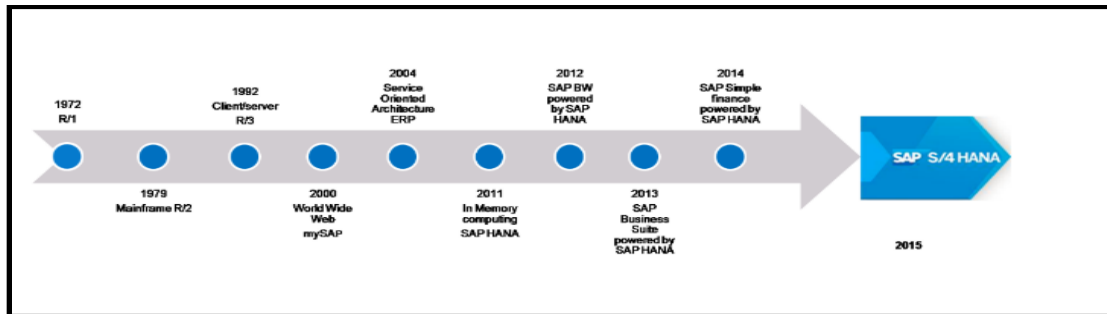 1972
R/1
1979
Mainframe R/2
1992
Client/server
R/3
2000
World Wide
Web
mySAP
2004
Service
Oriented
Architecture
ERP
2011
In Memory
computing
SAP HANA
2012
SAP BW
powered
by SAP
HANA
2013
SAP
Business
Suite
powered by
SAP HANA
2014
SAP Simple
finance
powered by
SAP HANA
SAP S/4 HANA
2015